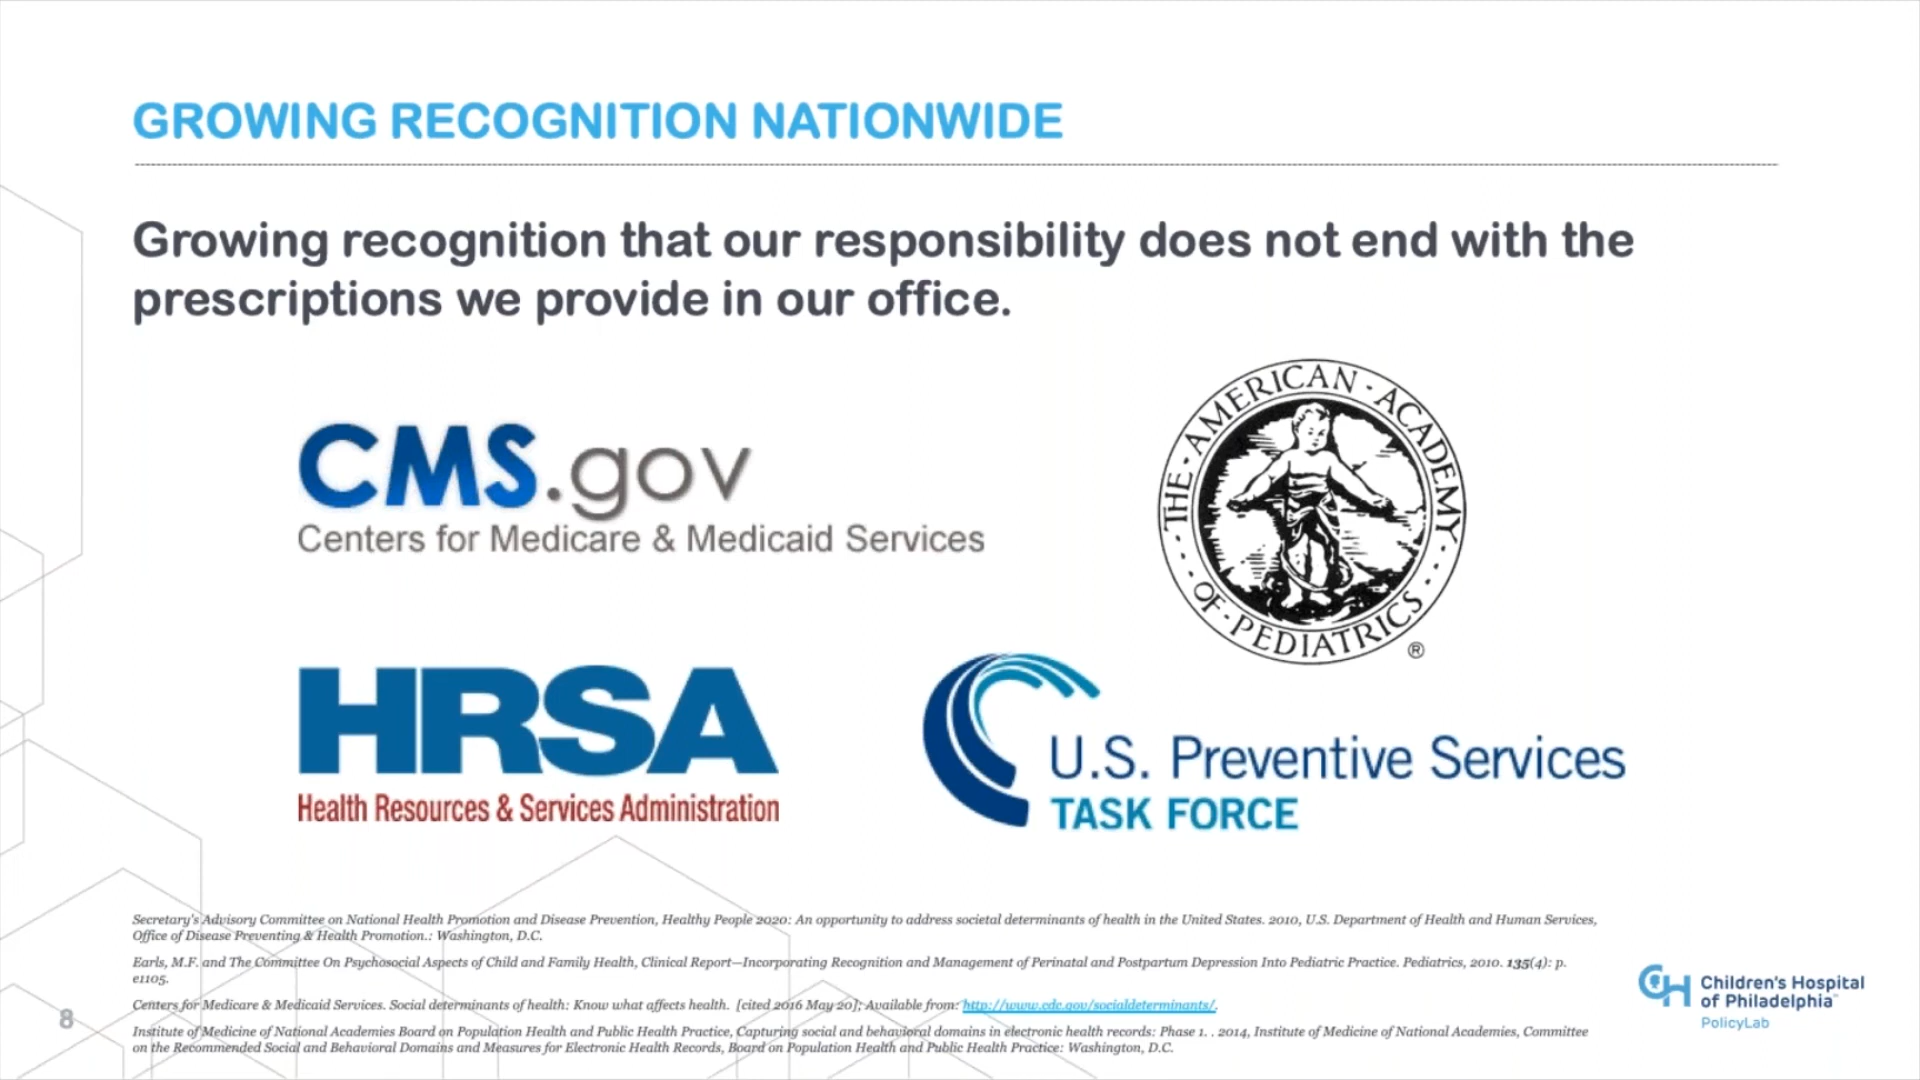 GROWING RECOGNITION NATIONWIDE
Growing recognition that our responsibility does not end with the
prescriptions we provide in our office.
CMS.gov
Centers for Medicare & Medicaid Services
THE · AMERICAN · ACADEMY
OF · PEDIATRICS
®
HRSA
Health Resources & Services Administration
U.S. Preventive Services
TASK FORCE
Secretary's Advisory Committee on National Health Promotion and Disease Prevention, Healthy People 2020: An opportunity to address societal determinants of health in the United States. 2010, U.S. Department of Health and Human Services,
Office of Disease Preventing & Health Promotion.: Washington, D.C.
Earls, M.F. and The Committee On Psychosocial Aspects of Child and Family Health, Clinical Report—Incorporating Recognition and Management of Perinatal and Postpartum Depression Into Pediatric Practice. Pediatrics, 2010. 135(4): p.
e1105.
Centers for Medicare & Medicaid Services. Social determinants of health: Know what affects health. [cited 2016 May 20]; Available from: http://www.cdc.gov/socialdeterminants/.
Institute of Medicine of National Academies Board on Population Health and Public Health Practice, Capturing social and behavioral domains in electronic health records: Phase 1. . 2014, Institute of Medicine of National Academies, Committee
on the Recommended Social and Behavioral Domains and Measures for Electronic Health Records, Board on Population Health and Public Health Practice: Washington, D.C.
8
CH Children's Hospital
of Philadelphia™
PolicyLab